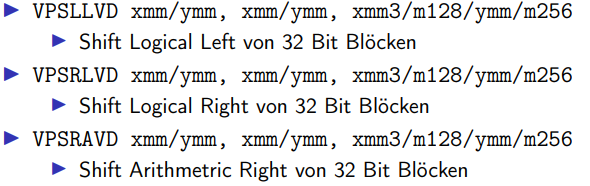 ▶ VPSLLVD xmm/ymm, xmm/ymm, xmm3/m128/ymm/m256
▶ Shift Logical Left von 32 Bit Blöcken
▶ VPSRLVD xmm/ymm, xmm/ymm, xmm3/m128/ymm/m256
▶ Shift Logical Right von 32 Bit Blöcken
▶ VPSRAVD xmm/ymm, xmm/ymm, xmm3/m128/ymm/m256
▶ Shift Arithmetric Right von 32 Bit Blöcken